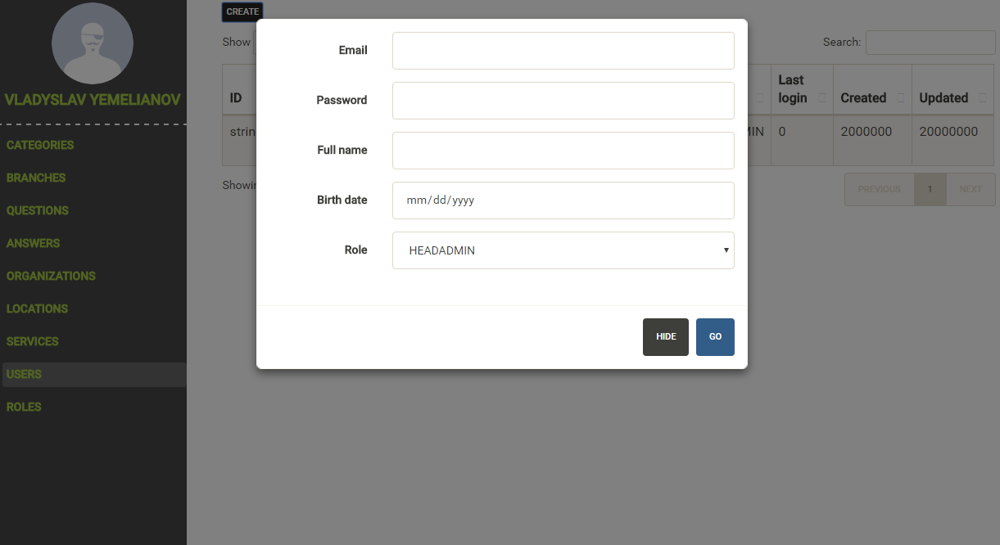 VLADYSLAV YEMELIANOV
CATEGORIES
BRANCHES
QUESTIONS
ANSWERS
ORGANIZATIONS
LOCATIONS
SERVICES
USERS
ROLES
CREATE
Show
Search:
ID
Last
login
Created
Updated
strin
MIN
0
2000000
20000000
Showin
PREVIOUS
1
NEXT
Email
Password
Full name
Birth date
mm/dd/yyyy
Role
HEADADMIN
HIDE
GO